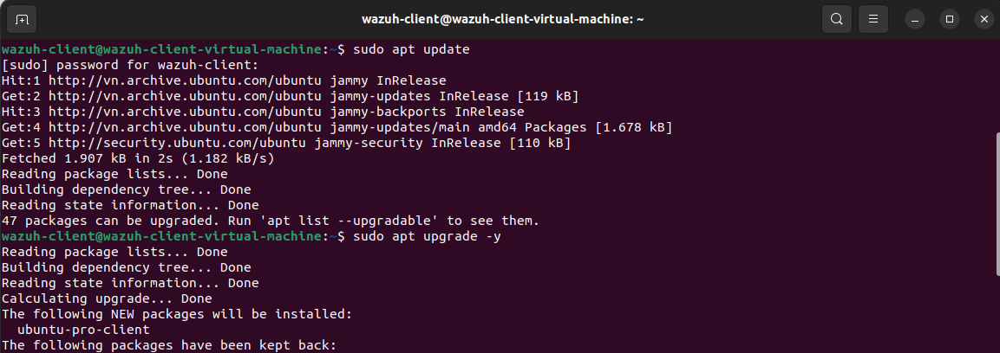 wazuh-client@wazuh-client-virtual-machine: ~
wazuh-client@wazuh-client-virtual-machine:~$ sudo apt update
[sudo] password for wazuh-client:
Hit:1 http://vn.archive.ubuntu.com/ubuntu jammy InRelease
Get:2 http://vn.archive.ubuntu.com/ubuntu jammy-updates InRelease [119 kB]
Hit:3 http://vn.archive.ubuntu.com/ubuntu jammy-backports InRelease
Get:4 http://vn.archive.ubuntu.com/ubuntu jammy-updates/main amd64 Packages [1.678 kB]
Get:5 http://security.ubuntu.com/ubuntu jammy-security InRelease [110 kB]
Fetched 1.907 kB in 2s (1.182 kB/s)
Reading package lists... Done
Building dependency tree... Done
Reading state information... Done
47 packages can be upgraded. Run 'apt list --upgradable' to see them.
wazuh-client@wazuh-client-virtual-machine:~$ sudo apt upgrade -y
Reading package lists... Done
Building dependency tree... Done
Reading state information... Done
Calculating upgrade... Done
The following NEW packages will be installed:
  ubuntu-pro-client
The following packages have been kept back: